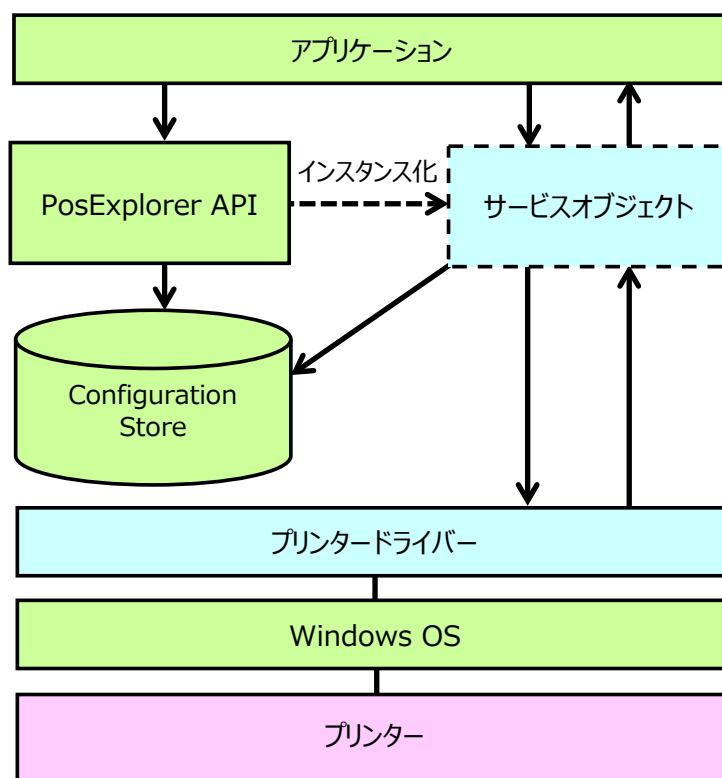 アプリケーション
インスタンス化
PosExplorer API
サービスオブジェクト
Configuration
Store
プリンタードライバー
Windows OS
プリンター